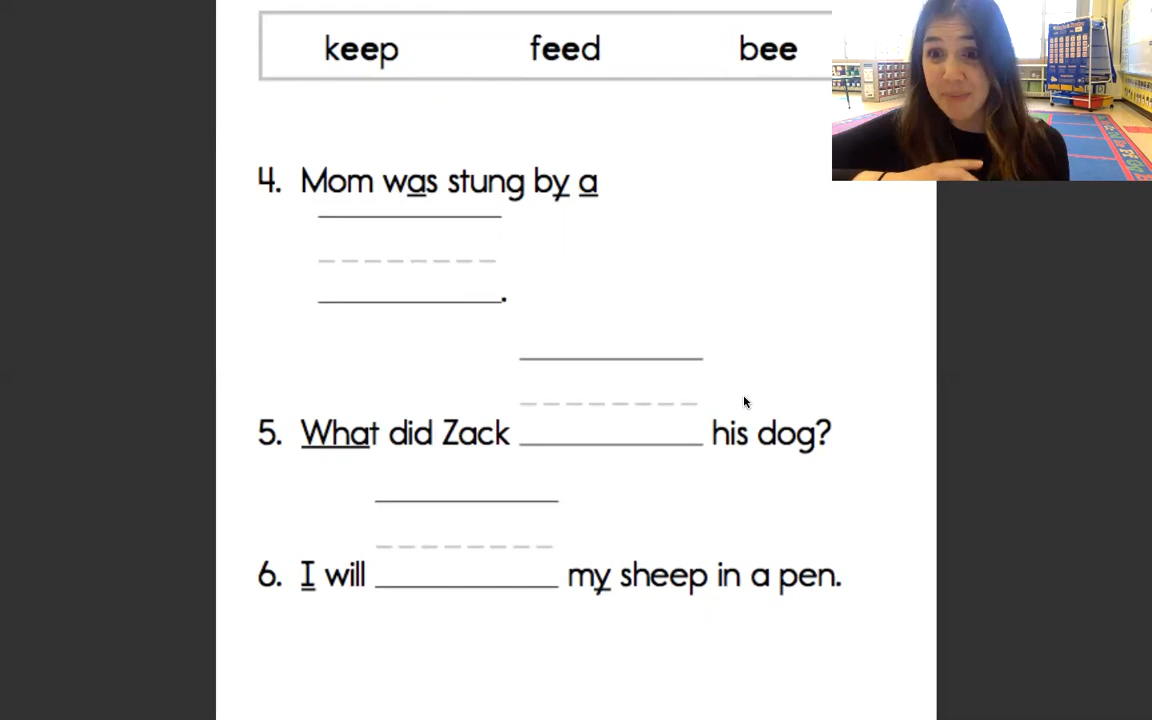 keep feed bee
4. Mom was stung by a
.
5. What did Zack his dog?
6. I will my sheep in a pen.